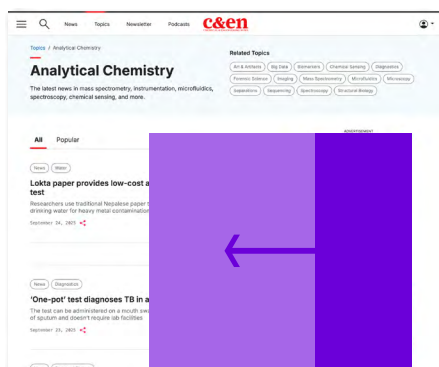 News Topics Newsletter Podcasts c&en
Topics / Analytical Chemistry
Analytical Chemistry
The latest news in mass spectrometry, instrumentation, microfluidics,
spectroscopy, chemical sensing, and more.
Related Topics
Art & Artifacts Big Data Biomarkers Chemical Sensing Diagnostics
Forensic Science Imaging Mass Spectrometry Microfluidics Microscopy
Separations Sequencing Spectroscopy Structural Biology
ADVERTISEMENT
All Popular
News Water
Lokta paper provides low-cost a
test
Researchers use traditional Nepalese paper t
drinking water for heavy metal contamination
September 24, 2025
News Diagnostics
'One-pot' test diagnoses TB in a
The test can be administered on a mouth swa
of sputum and doesn't require lab facilities
September 23, 2025